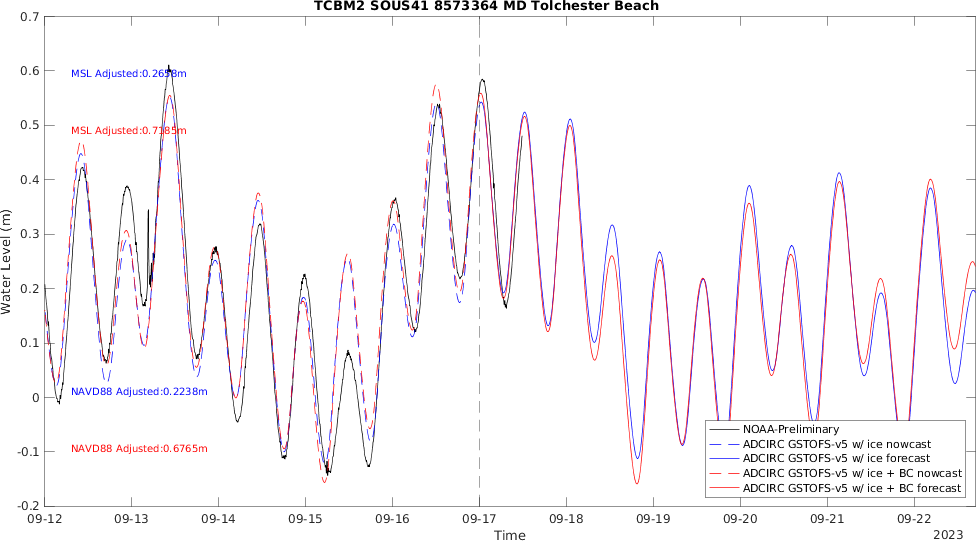 TCBM2 SOUS41 8573364 MD Tolchester Beach
0.7
0.6
0.5
0.4
0.3
0.2
0.1
0
-0.1
-0.2
Water Level (m)
MSL Adjusted:0.2658m
MSL Adjusted:0.7185m
NAVD88 Adjusted:0.2238m
NAVD88 Adjusted:0.6765m
NOAA-Preliminary
ADCIRC GSTOFS-v5 w/ ice nowcast
ADCIRC GSTOFS-v5 w/ ice forecast
ADCIRC GSTOFS-v5 w/ ice + BC nowcast
ADCIRC GSTOFS-v5 w/ ice + BC forecast
09-12 09-13 09-14 09-15 09-16 09-17 09-18 09-19 09-20 09-21 09-22
Time
2023